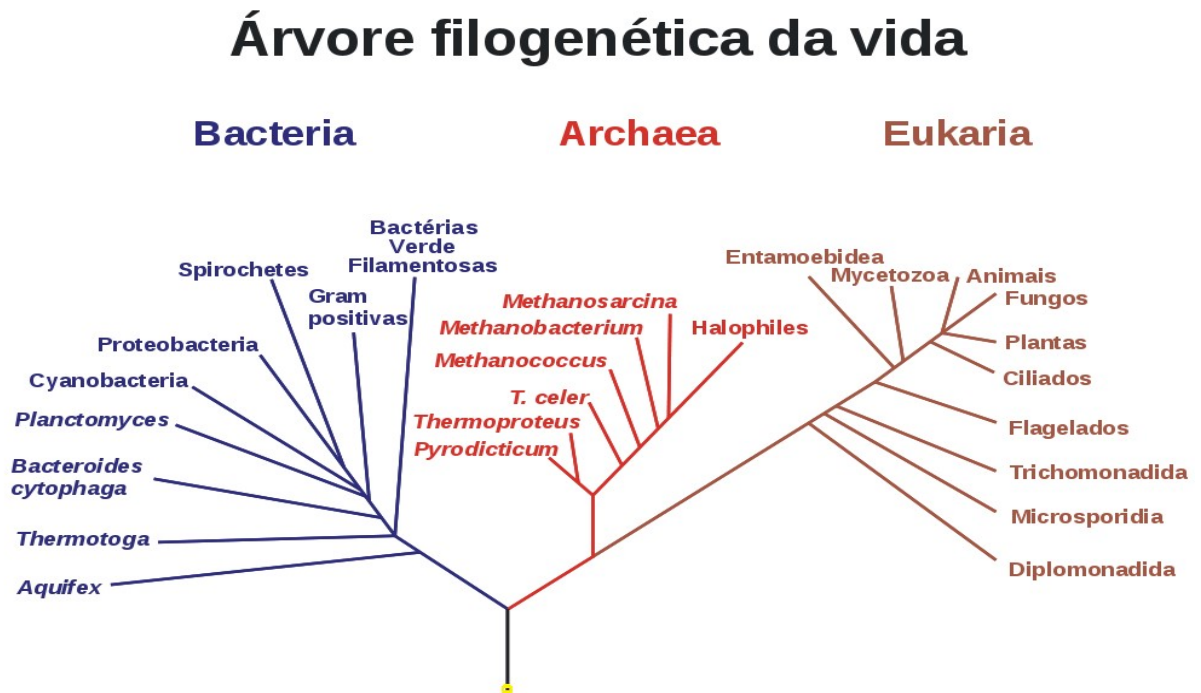 Árvore filogenética da vida
Bacteria
Archaea
Eukaria
Bactérias
Verde
Filamentosas
Spirochetes
Gram
positivas
Proteobacteria
Cyanobacteria
Planctomyces
Bacteroides
cytophaga
Thermotoga
Aquifex
Methanosarcina
Methanobacterium
Halophiles
Methanococcus
T. celer
Thermoproteus
Pyrodicticum
Entamoebidea
Mycetozoa
Animais
Fungos
Plantas
Ciliados
Flagelados
Trichomonadida
Microsporidia
Diplomonadida